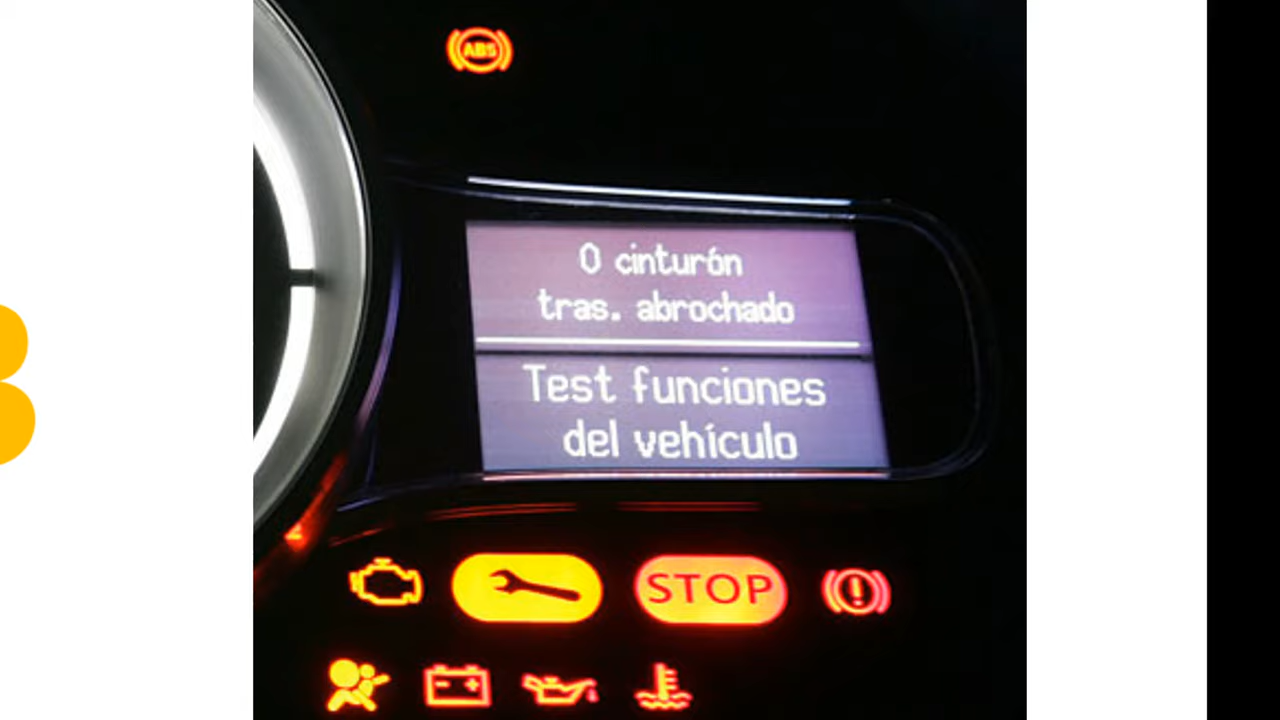 ABS
0 cinturón
tras. abrochado
Test funciones
del vehículo
STOP